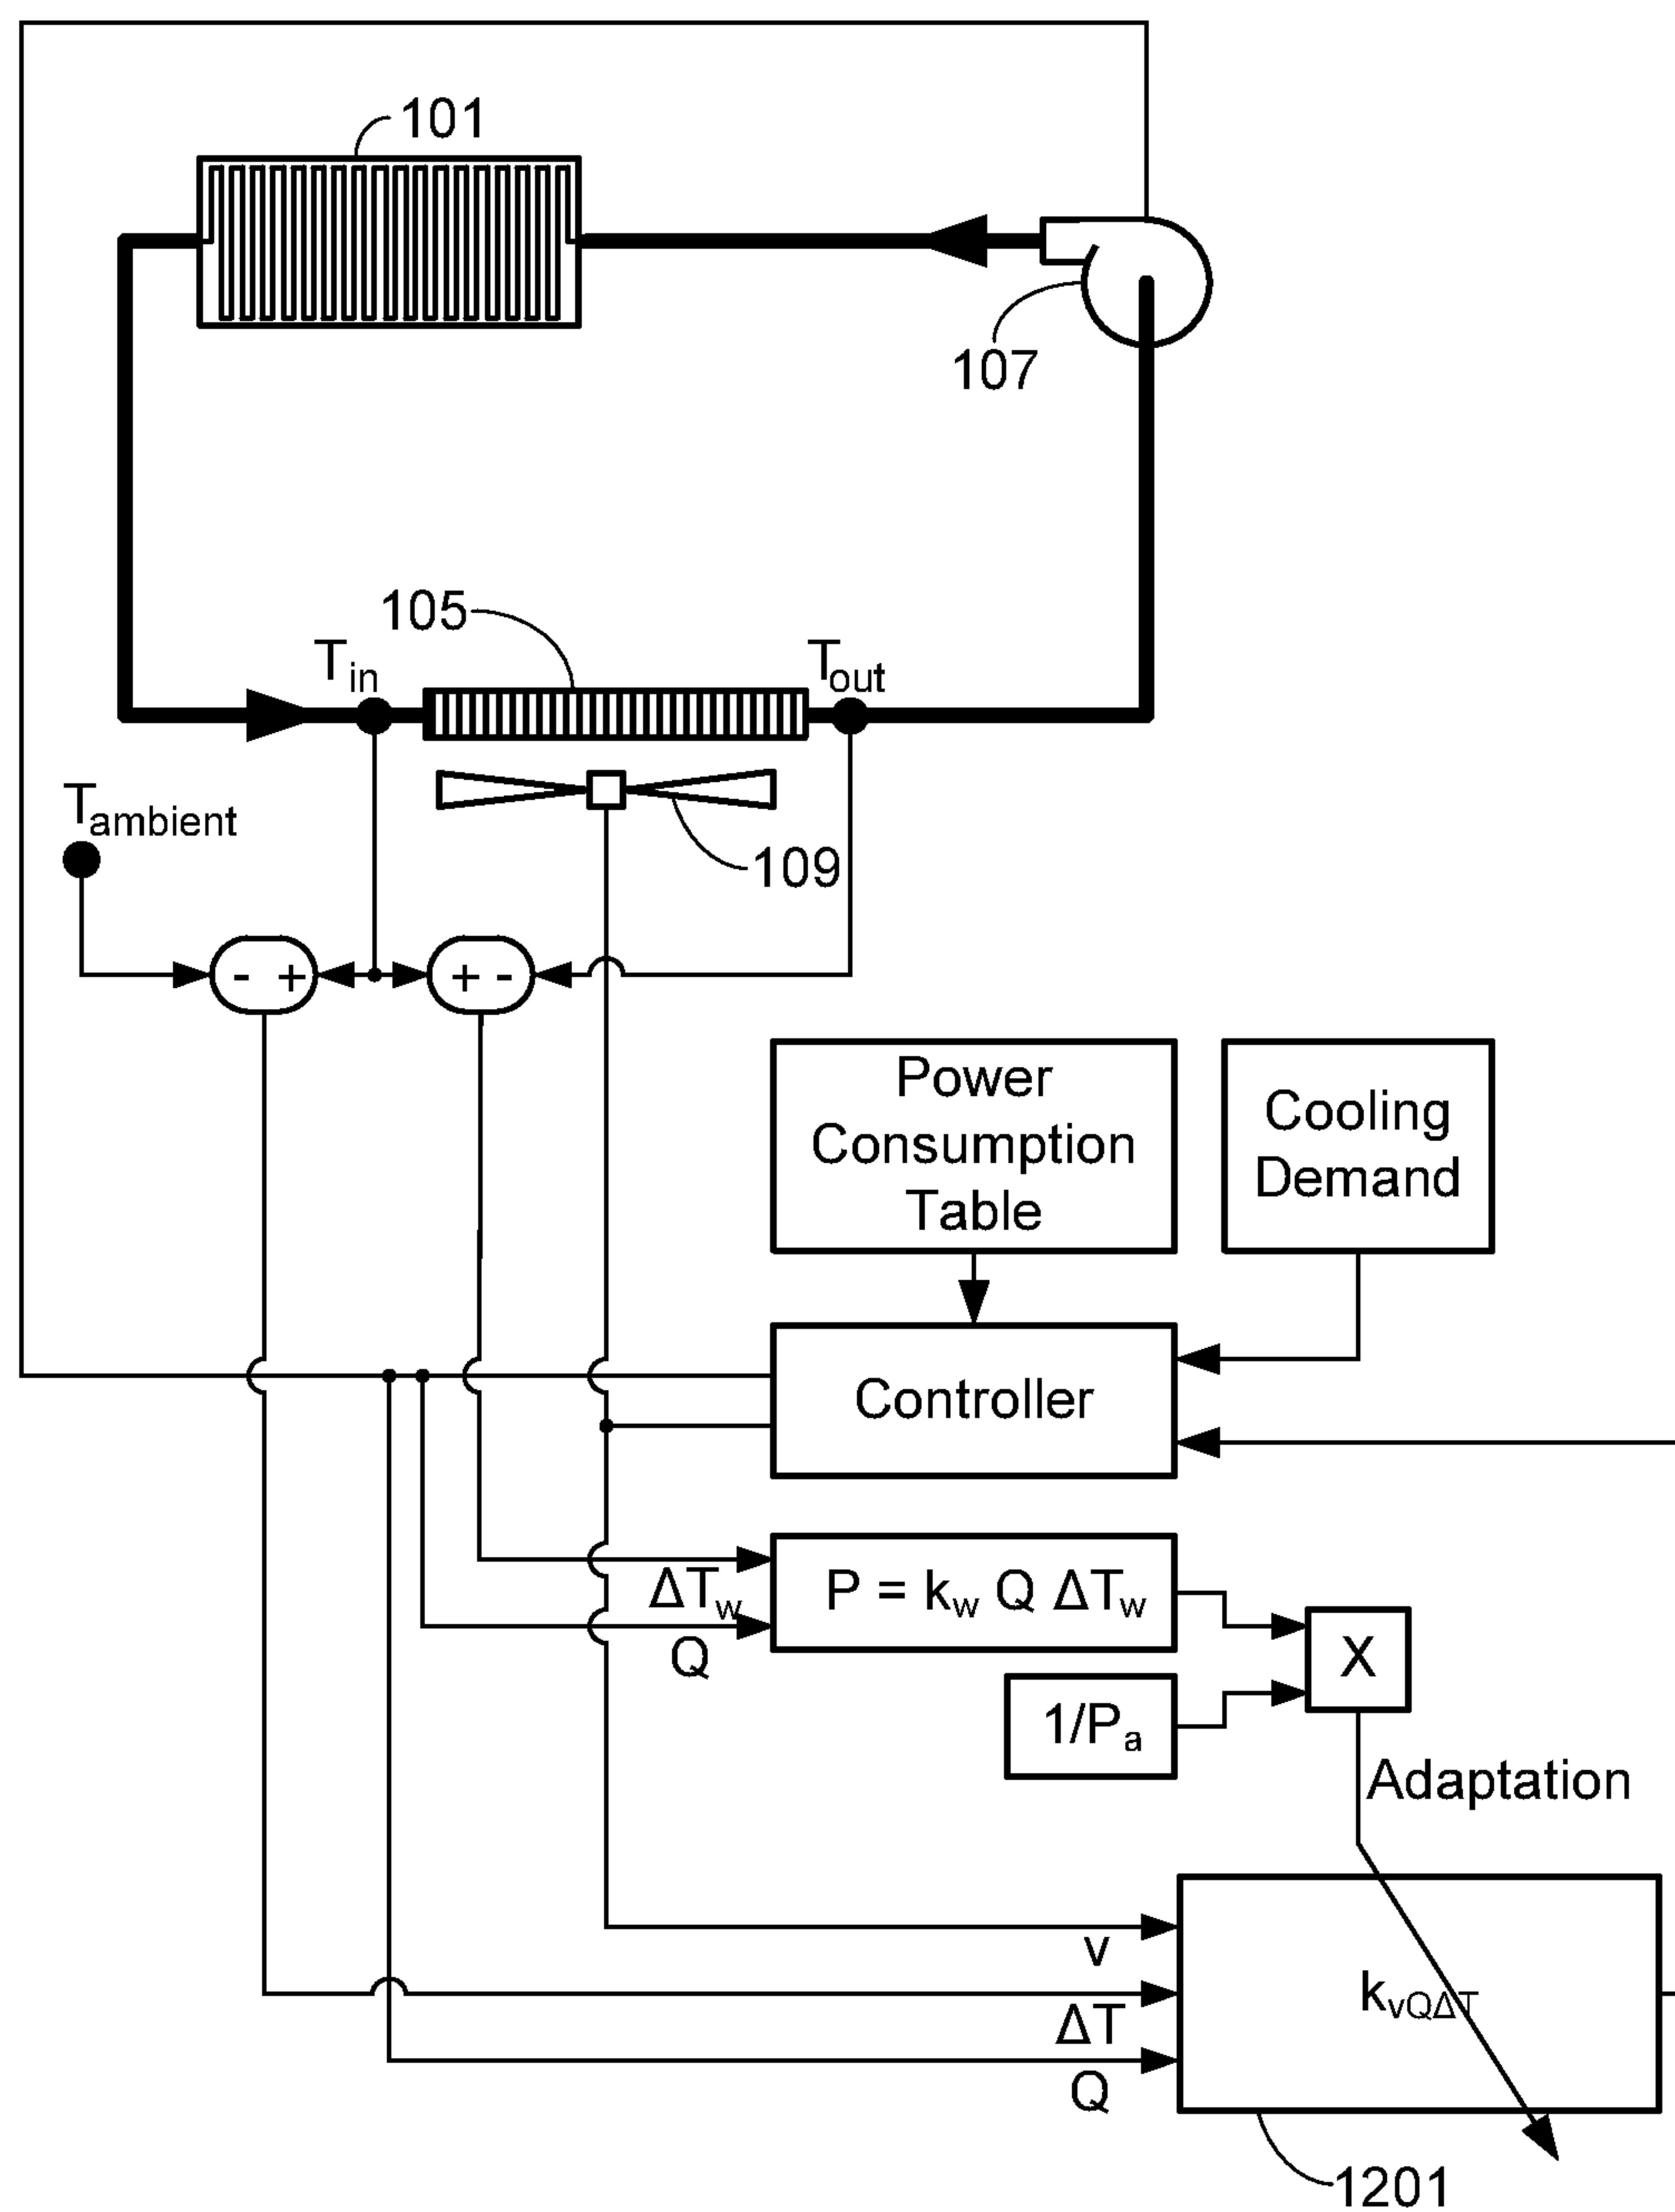 101
107
105
T_in
T_out
T_ambient
109
- +
+ -
Power
Consumption
Table
Cooling
Demand
Controller
ΔT_w
Q
P = k_w Q ΔT_w
X
1/P_a
Adaptation
v
ΔT
Q
k_vQΔT
1201